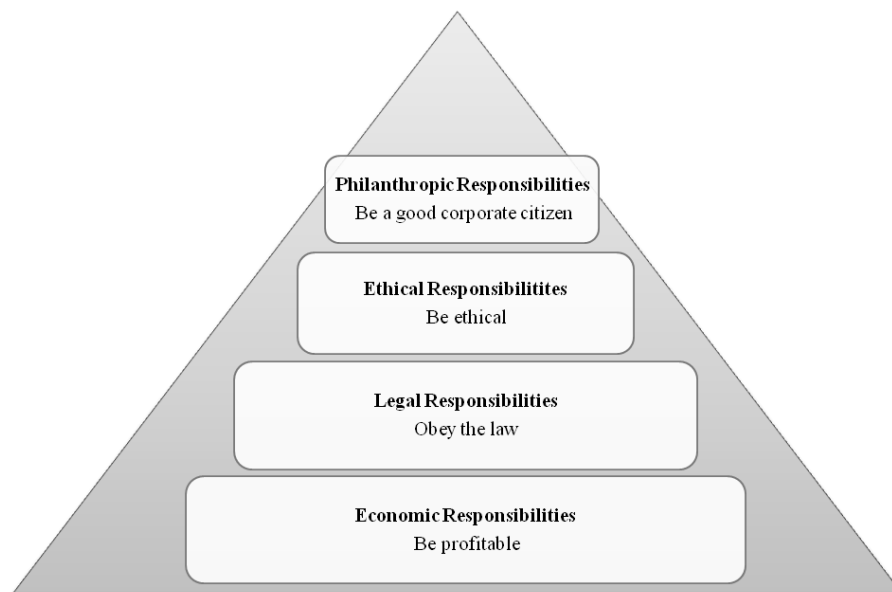 Philanthropic Responsibilities
Be a good corporate citizen
Ethical Responsibilitites
Be ethical
Legal Responsibilities
Obey the law
Economic Responsibilities
Be profitable